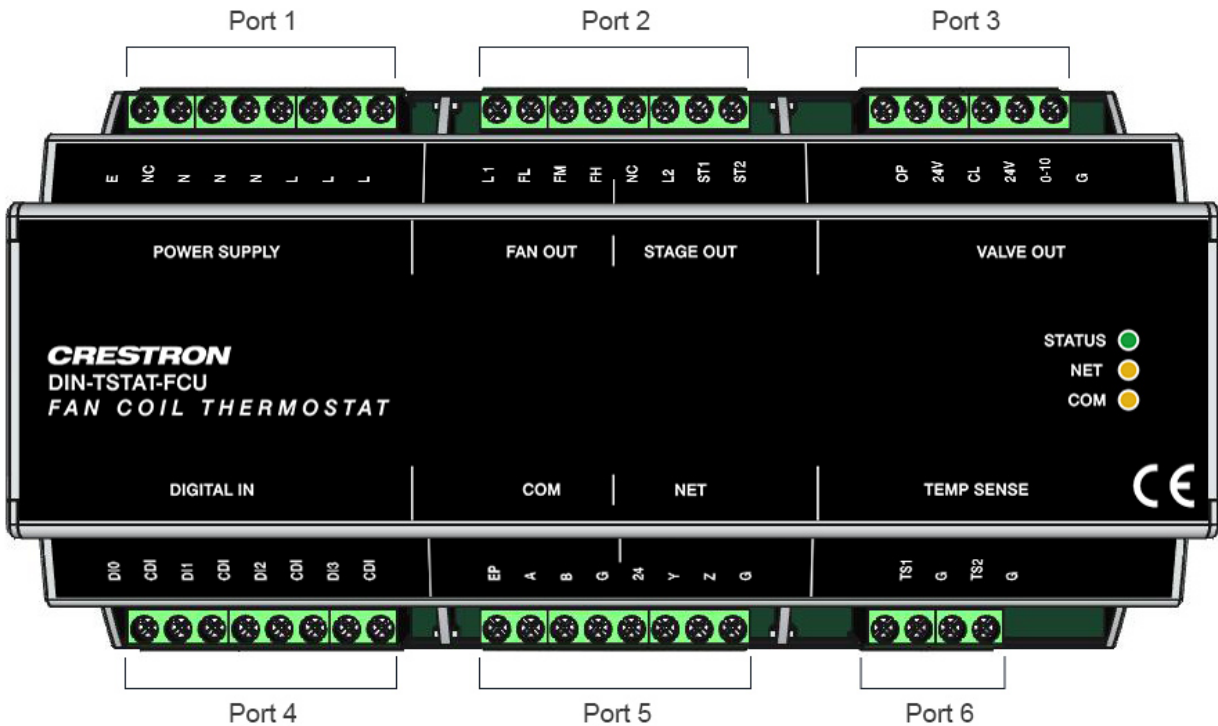 Port 1 Port 2 Port 3
E NC N N N L L L L1 FL FM FH NC L2 ST1 ST2 OP 24V CL 24V 0-10 G
POWER SUPPLY FAN OUT STAGE OUT VALVE OUT
STATUS
CRESTRON
NET
DIN-TSTAT-FCU
COM
FAN COIL THERMOSTAT
DIGITAL IN COM NET TEMP SENSE CE
DI0 CDI DI1 CDI DI2 CDI DI3 CDI EP A B G 24 Y Z G TS1 G TS2 G
Port 4 Port 5 Port 6